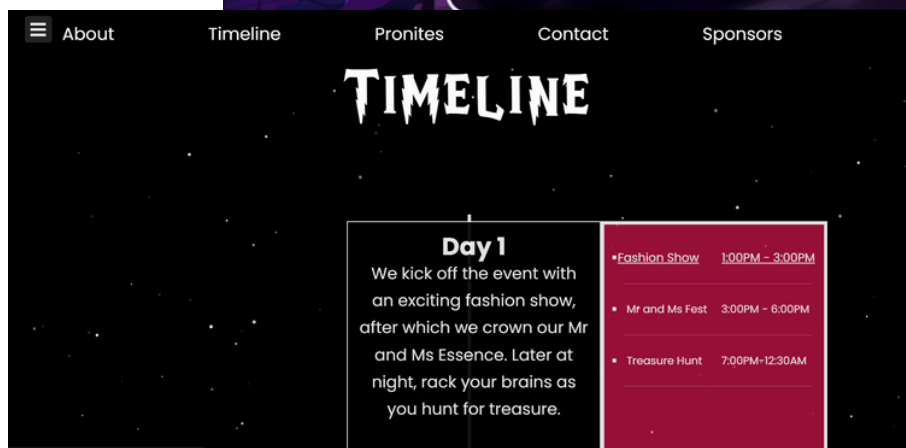 About Timeline Pronites Contact Sponsors
TIMELINE
Day 1
We kick off the event with
an exciting fashion show,
after which we crown our Mr
and Ms Essence. Later at
night, rack your brains as
you hunt for treasure.
Fashion Show 1:00PM - 3:00PM
Mr and Ms Fest 3:00PM - 6:00PM
Treasure Hunt 7:00PM-12:30AM